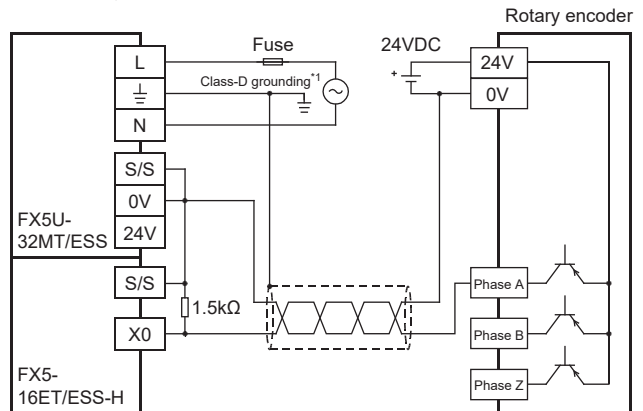 Rotary encoder
L
Fuse
24VDC
24V
Class-D grounding*1
+
0V
N
S/S
0V
FX5U-
32MT/ESS
24V
S/S
1.5kΩ
Phase A
X0
Phase B
FX5-
16ET/ESS-H
Phase Z